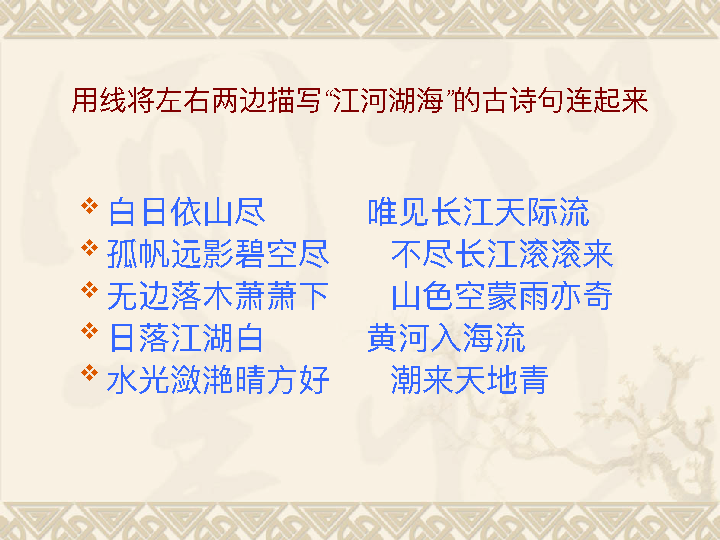 用线将左右两边描写“江河湖海”的古诗句连起来
白日依山尽 唯见长江天际流
孤帆远影碧空尽 不尽长江滚滚来
无边落木萧萧下 山色空蒙雨亦奇
日落江湖白 黄河入海流
水光潋滟晴方好 潮来天地青